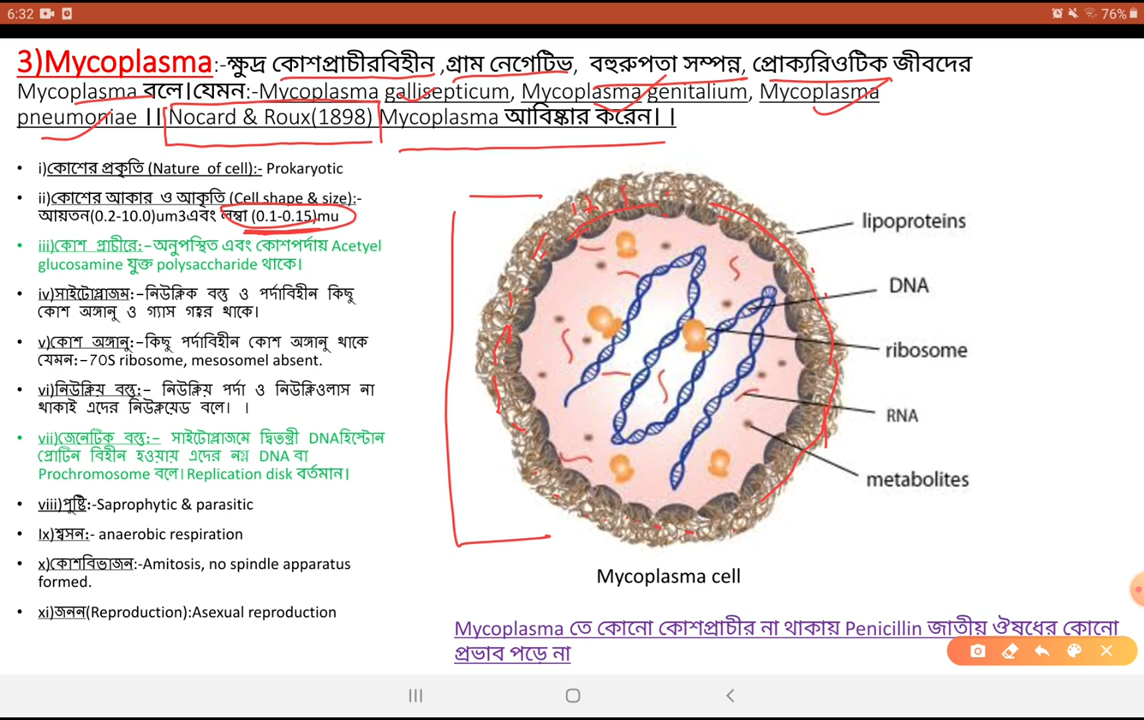 6:32
76%
3)Mycoplasma:-ক্ষুদ্র কোশপ্রাচীরবিহীন ,গ্রাম নেগেটিভ, বহুরুপতা সম্পন্ন, প্রোক্যরিওটিক জীবদের
Mycoplasma বলে।যেমন:-Mycoplasma gallisepticum, Mycoplasma genitalium, Mycoplasma
pneumoniae || Nocard & Roux(1898) Mycoplasma আবিষ্কার করেন।।
• i)কোশের প্রকৃতি (Nature of cell):- Prokaryotic
• ii)কোশের আকার ও আকৃতি (Cell shape & size):-
আয়তন(0.2-10.0)um3এবং লম্বা (0.1-0.15)mu
• iii)কোশ প্রাচীরে:-অনুপস্থিত এবং কোশপর্দায় Acetyel
glucosamine যুক্ত polysaccharide থাকে।
• iv)সাইটোপ্লাজম:-নিউক্লিক বস্তু ও পর্দাবিহীন কিছু
কোশ অঙ্গানু ও গ্যাস গহ্বর থাকে।
• v)কোশ অঙ্গানু:-কিছু পর্দাবিহীন কোশ অঙ্গানু থাকে
যেমন:-70S ribosome, mesosomel absent.
• vi)নিউক্লিয় বস্তু:- নিউক্লিয় পর্দা ও নিউক্লিওলাস না
থাকাই এদের নিউক্লয়েড বলে। ।
• vii)জেনেটিক বস্তু:- সাইটোপ্লাজমে দ্বিতন্ত্রী DNAহিস্টোন
প্রোটিন বিহীন হওয়ায় এদের নগ্ন DNA বা
Prochromosome বলে। Replication disk বর্তমান।
• viii)পুষ্টি:-Saprophytic & parasitic
• Ix)শ্বসন:- anaerobic respiration
• x)কোশবিভাজন:-Amitosis, no spindle apparatus
formed.
• xi)জনন(Reproduction):Asexual reproduction
lipoproteins
DNA
ribosome
RNA
metabolites
Mycoplasma cell
Mycoplasma তে কোনো কোশপ্রাচীর না থাকায় Penicillin জাতীয় ঔষধের কোনো
প্রভাব পড়ে না